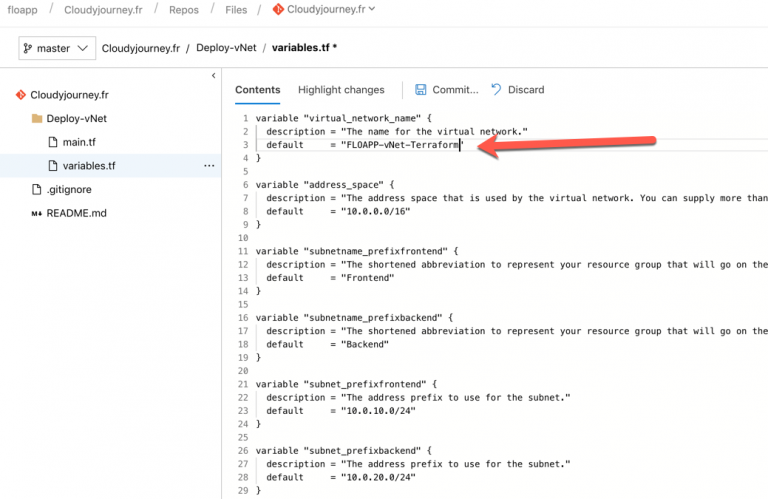 floapp / Cloudyjourney.fr / Repos / Files / Cloudyjourney.fr
master Cloudyjourney.fr / Deploy-vNet / variables.tf *
Cloudyjourney.fr
Deploy-vNet
main.tf
variables.tf ...
.gitignore
README.md
Contents Highlight changes Commit... Discard
1 variable "virtual_network_name" {
2 description = "The name for the virtual network."
3 default = "FLOAPP-vNet-Terraform"
4 }
5
6 variable "address_space" {
7 description = "The address space that is used by the virtual network. You can supply more than
8 default = "10.0.0.0/16"
9 }
10
11 variable "subnetname_prefixfrontend" {
12 description = "The shortened abbreviation to represent your resource group that will go on the
13 default = "Frontend"
14 }
15
16 variable "subnetname_prefixbackend" {
17 description = "The shortened abbreviation to represent your resource group that will go on the
18 default = "Backend"
19 }
20
21 variable "subnet_prefixfrontend" {
22 description = "The address prefix to use for the subnet."
23 default = "10.0.10.0/24"
24 }
25
26 variable "subnet_prefixbackend" {
27 description = "The address prefix to use for the subnet."
28 default = "10.0.20.0/24"
29 }